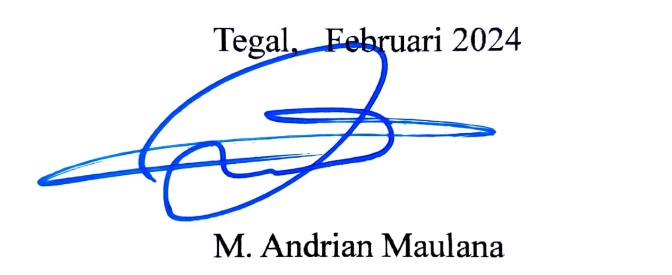 Tegal,   Februari 2024
M. Andrian Maulana